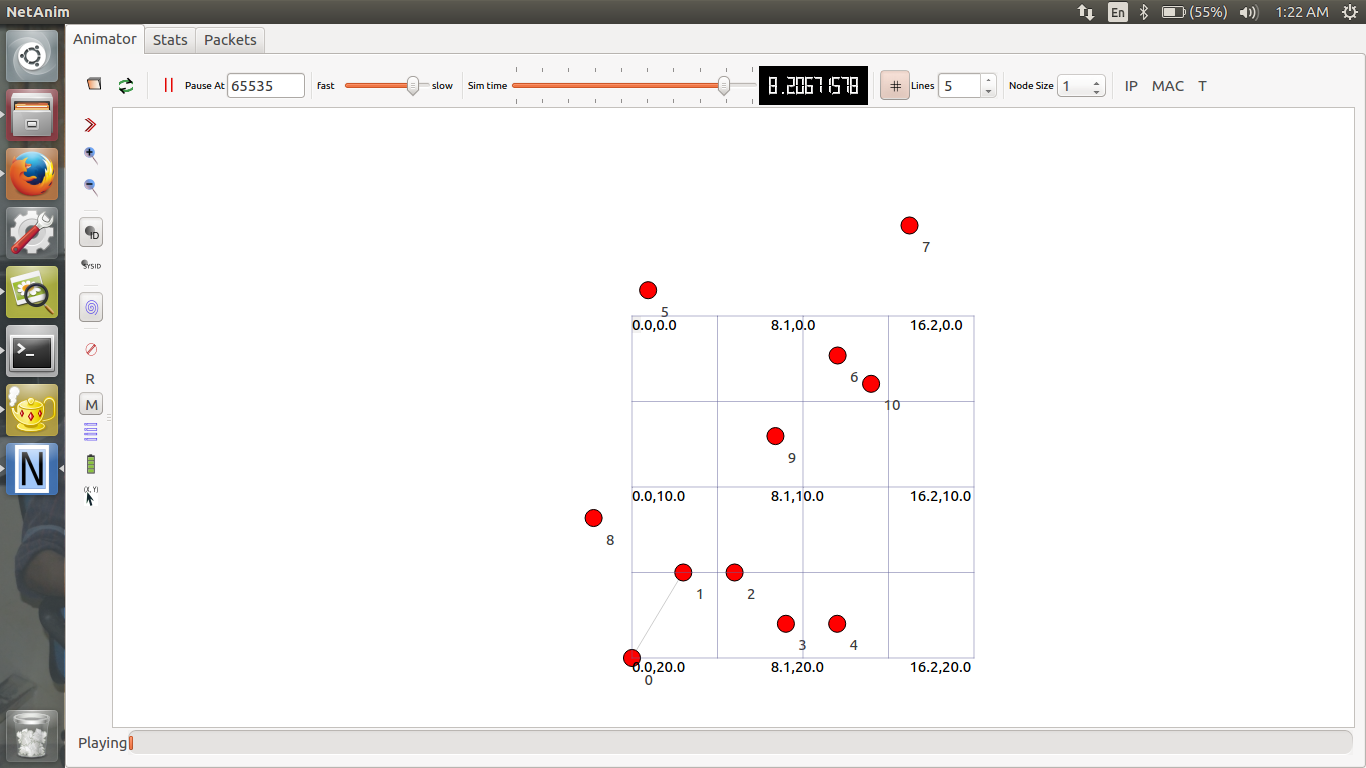 NetAnim
En
(55%)
1:22 AM
Animator
Stats
Packets
Pause At
65535
fast
slow
Sim time
8.20671578
#
Lines
5
Node Size
1
IP
MAC
T
ID
SYSID
R
M
(X, Y)
N
>_
7
5
0.0,0.0
8.1,0.0
16.2,0.0
6
10
9
0.0,10.0
8.1,10.0
16.2,10.0
8
1
2
3
4
0.0,20.0
8.1,20.0
16.2,20.0
0
Playing